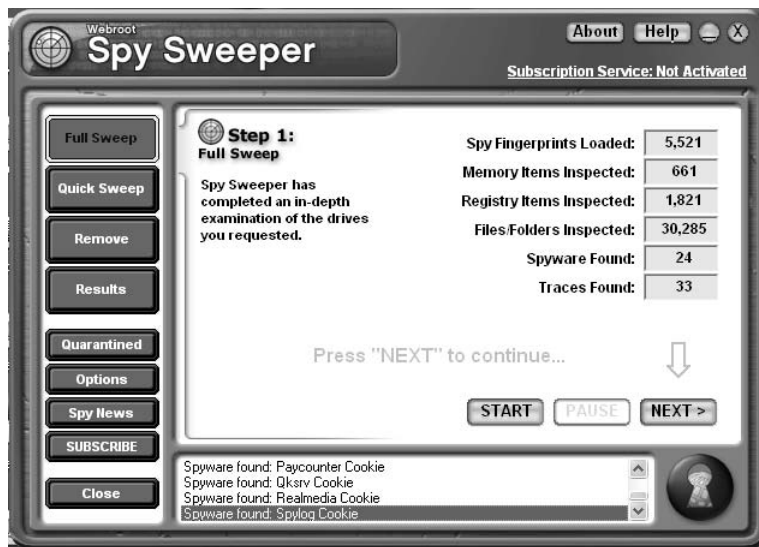 Webroot
Spy Sweeper
About Help _ X
Subscription Service: Not Activated
Full Sweep
Quick Sweep
Remove
Results
Quarantined
Options
Spy News
SUBSCRIBE
Close
Step 1:
Full Sweep
Spy Sweeper has
completed an in-depth
examination of the drives
you requested.
Spy Fingerprints Loaded: 5,521
Memory Items Inspected: 661
Registry Items Inspected: 1,821
Files/Folders Inspected: 30,285
Spyware Found: 24
Traces Found: 33
Press "NEXT" to continue...
START PAUSE NEXT >
Spyware found: Paycounter Cookie
Spyware found: Qksrv Cookie
Spyware found: Realmedia Cookie
Spyware found: Spylog Cookie